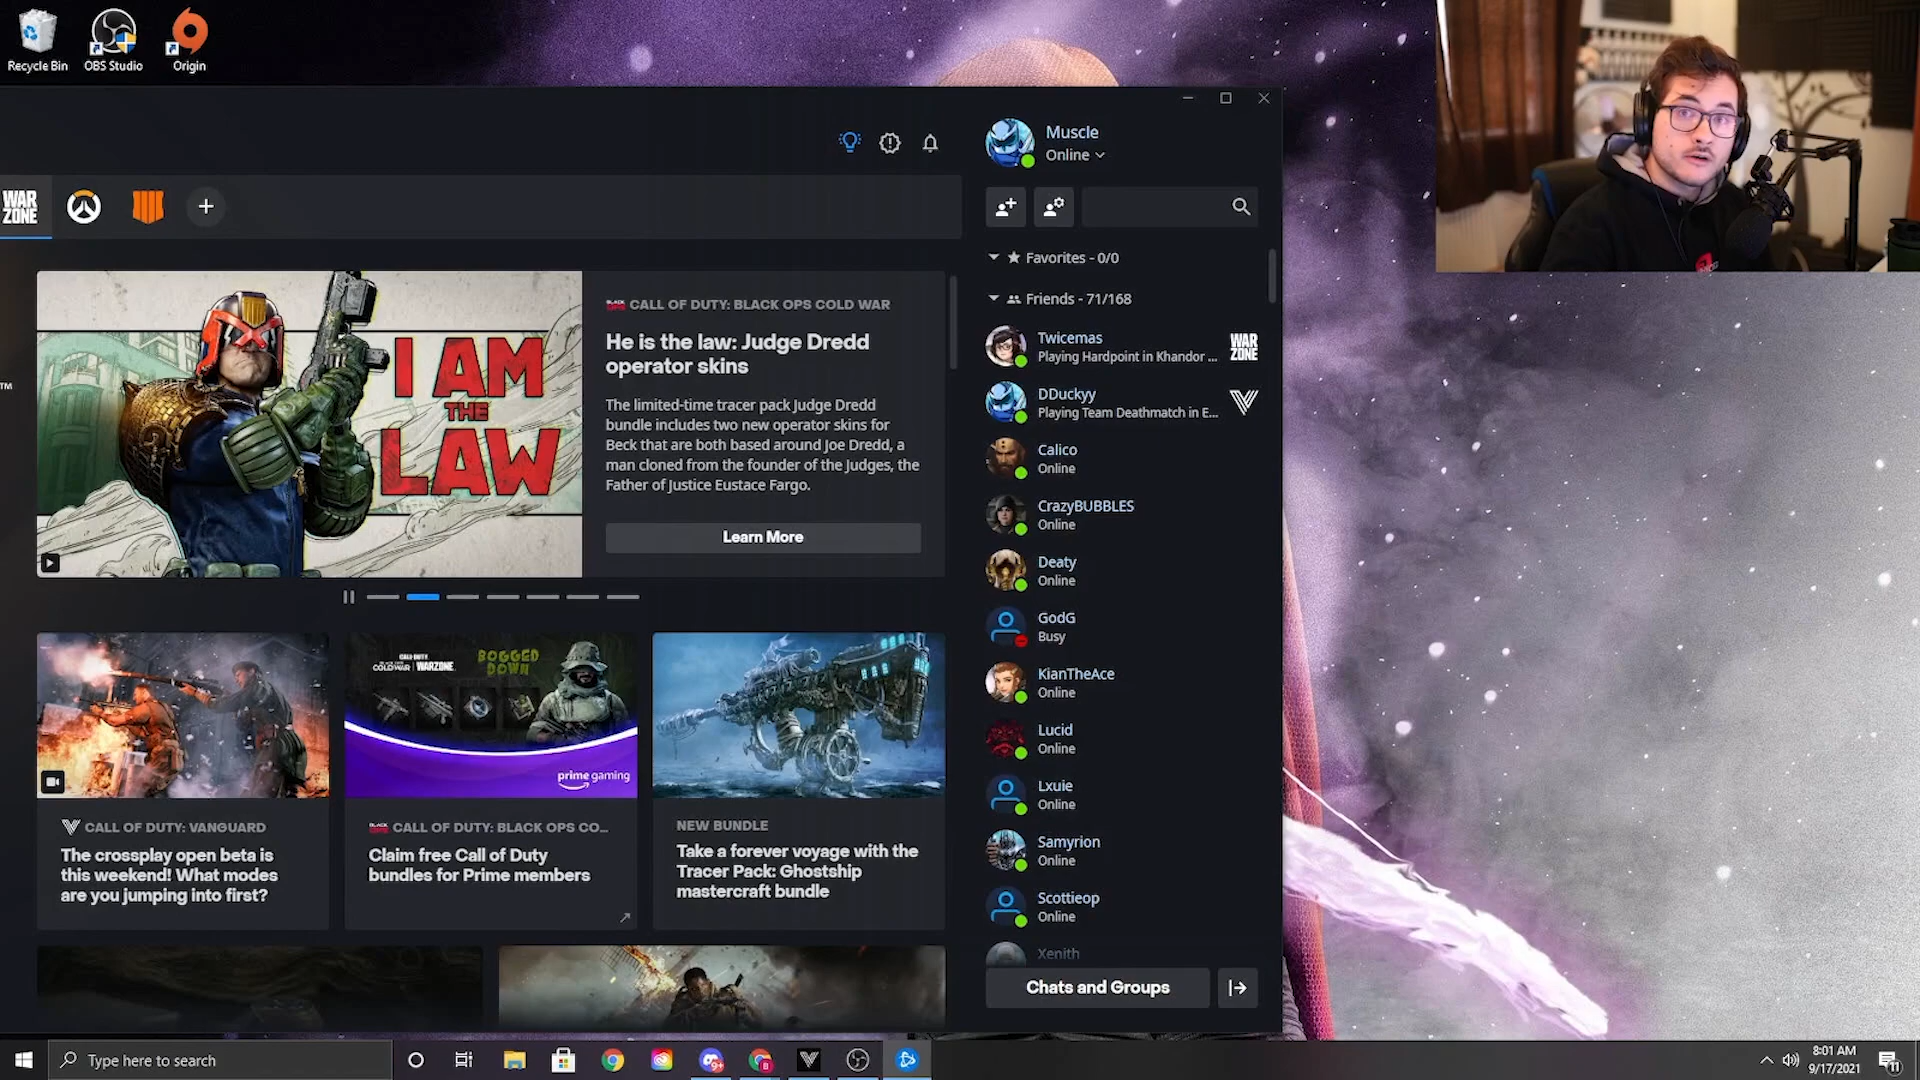 Recycle Bin
OBS Studio
Origin
Muscle
Online
WAR
ZONE
Favorites - 0/0
Friends - 71/168
I AM
THE
LAW
CALL OF DUTY: BLACK OPS COLD WAR
He is the law: Judge Dredd
operator skins
The limited-time tracer pack Judge Dredd
bundle includes two new operator skins for
Beck that are both based around Joe Dredd, a
man cloned from the founder of the Judges, the
Father of Justice Eustace Fargo.
Learn More
TM
Twicemas
Playing Hardpoint in Khandor ...
WAR
ZONE
DDuckyy
Playing Team Deathmatch in E...
Calico
Online
CrazyBUBBLES
Online
Deaty
Online
GodG
Busy
KianTheAce
Online
Lucid
Online
Lxuie
Online
Samyrion
Online
Scottieop
Online
Xenith
Chats and Groups
CALL OF DUTY: VANGUARD
The crossplay open beta is
this weekend! What modes
are you jumping into first?
COLD WAR WARZONE
BOGGED
DOWN
prime gaming
CALL OF DUTY: BLACK OPS CO...
Claim free Call of Duty
bundles for Prime members
NEW BUNDLE
Take a forever voyage with the
Tracer Pack: Ghostship
mastercraft bundle
Type here to search
9+
8:01 AM
9/17/2021
11